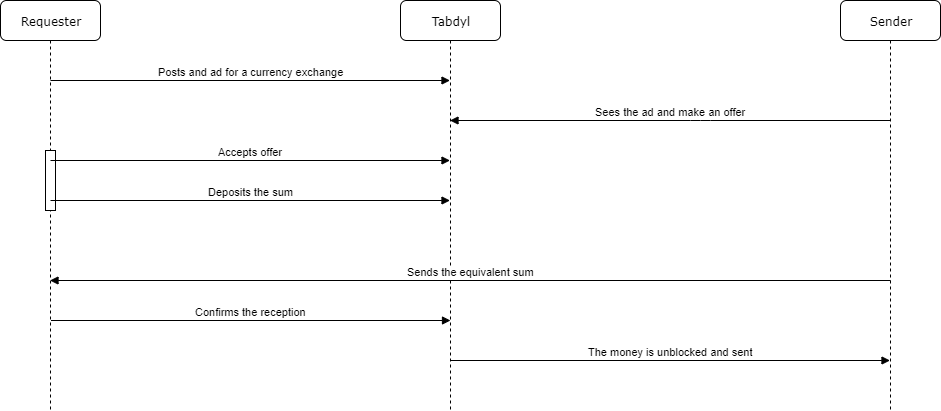 Requester
Tabdyl
Sender
Posts and ad for a currency exchange
Sees the ad and make an offer
Accepts offer
Deposits the sum
Sends the equivalent sum
Confirms the reception
The money is unblocked and sent